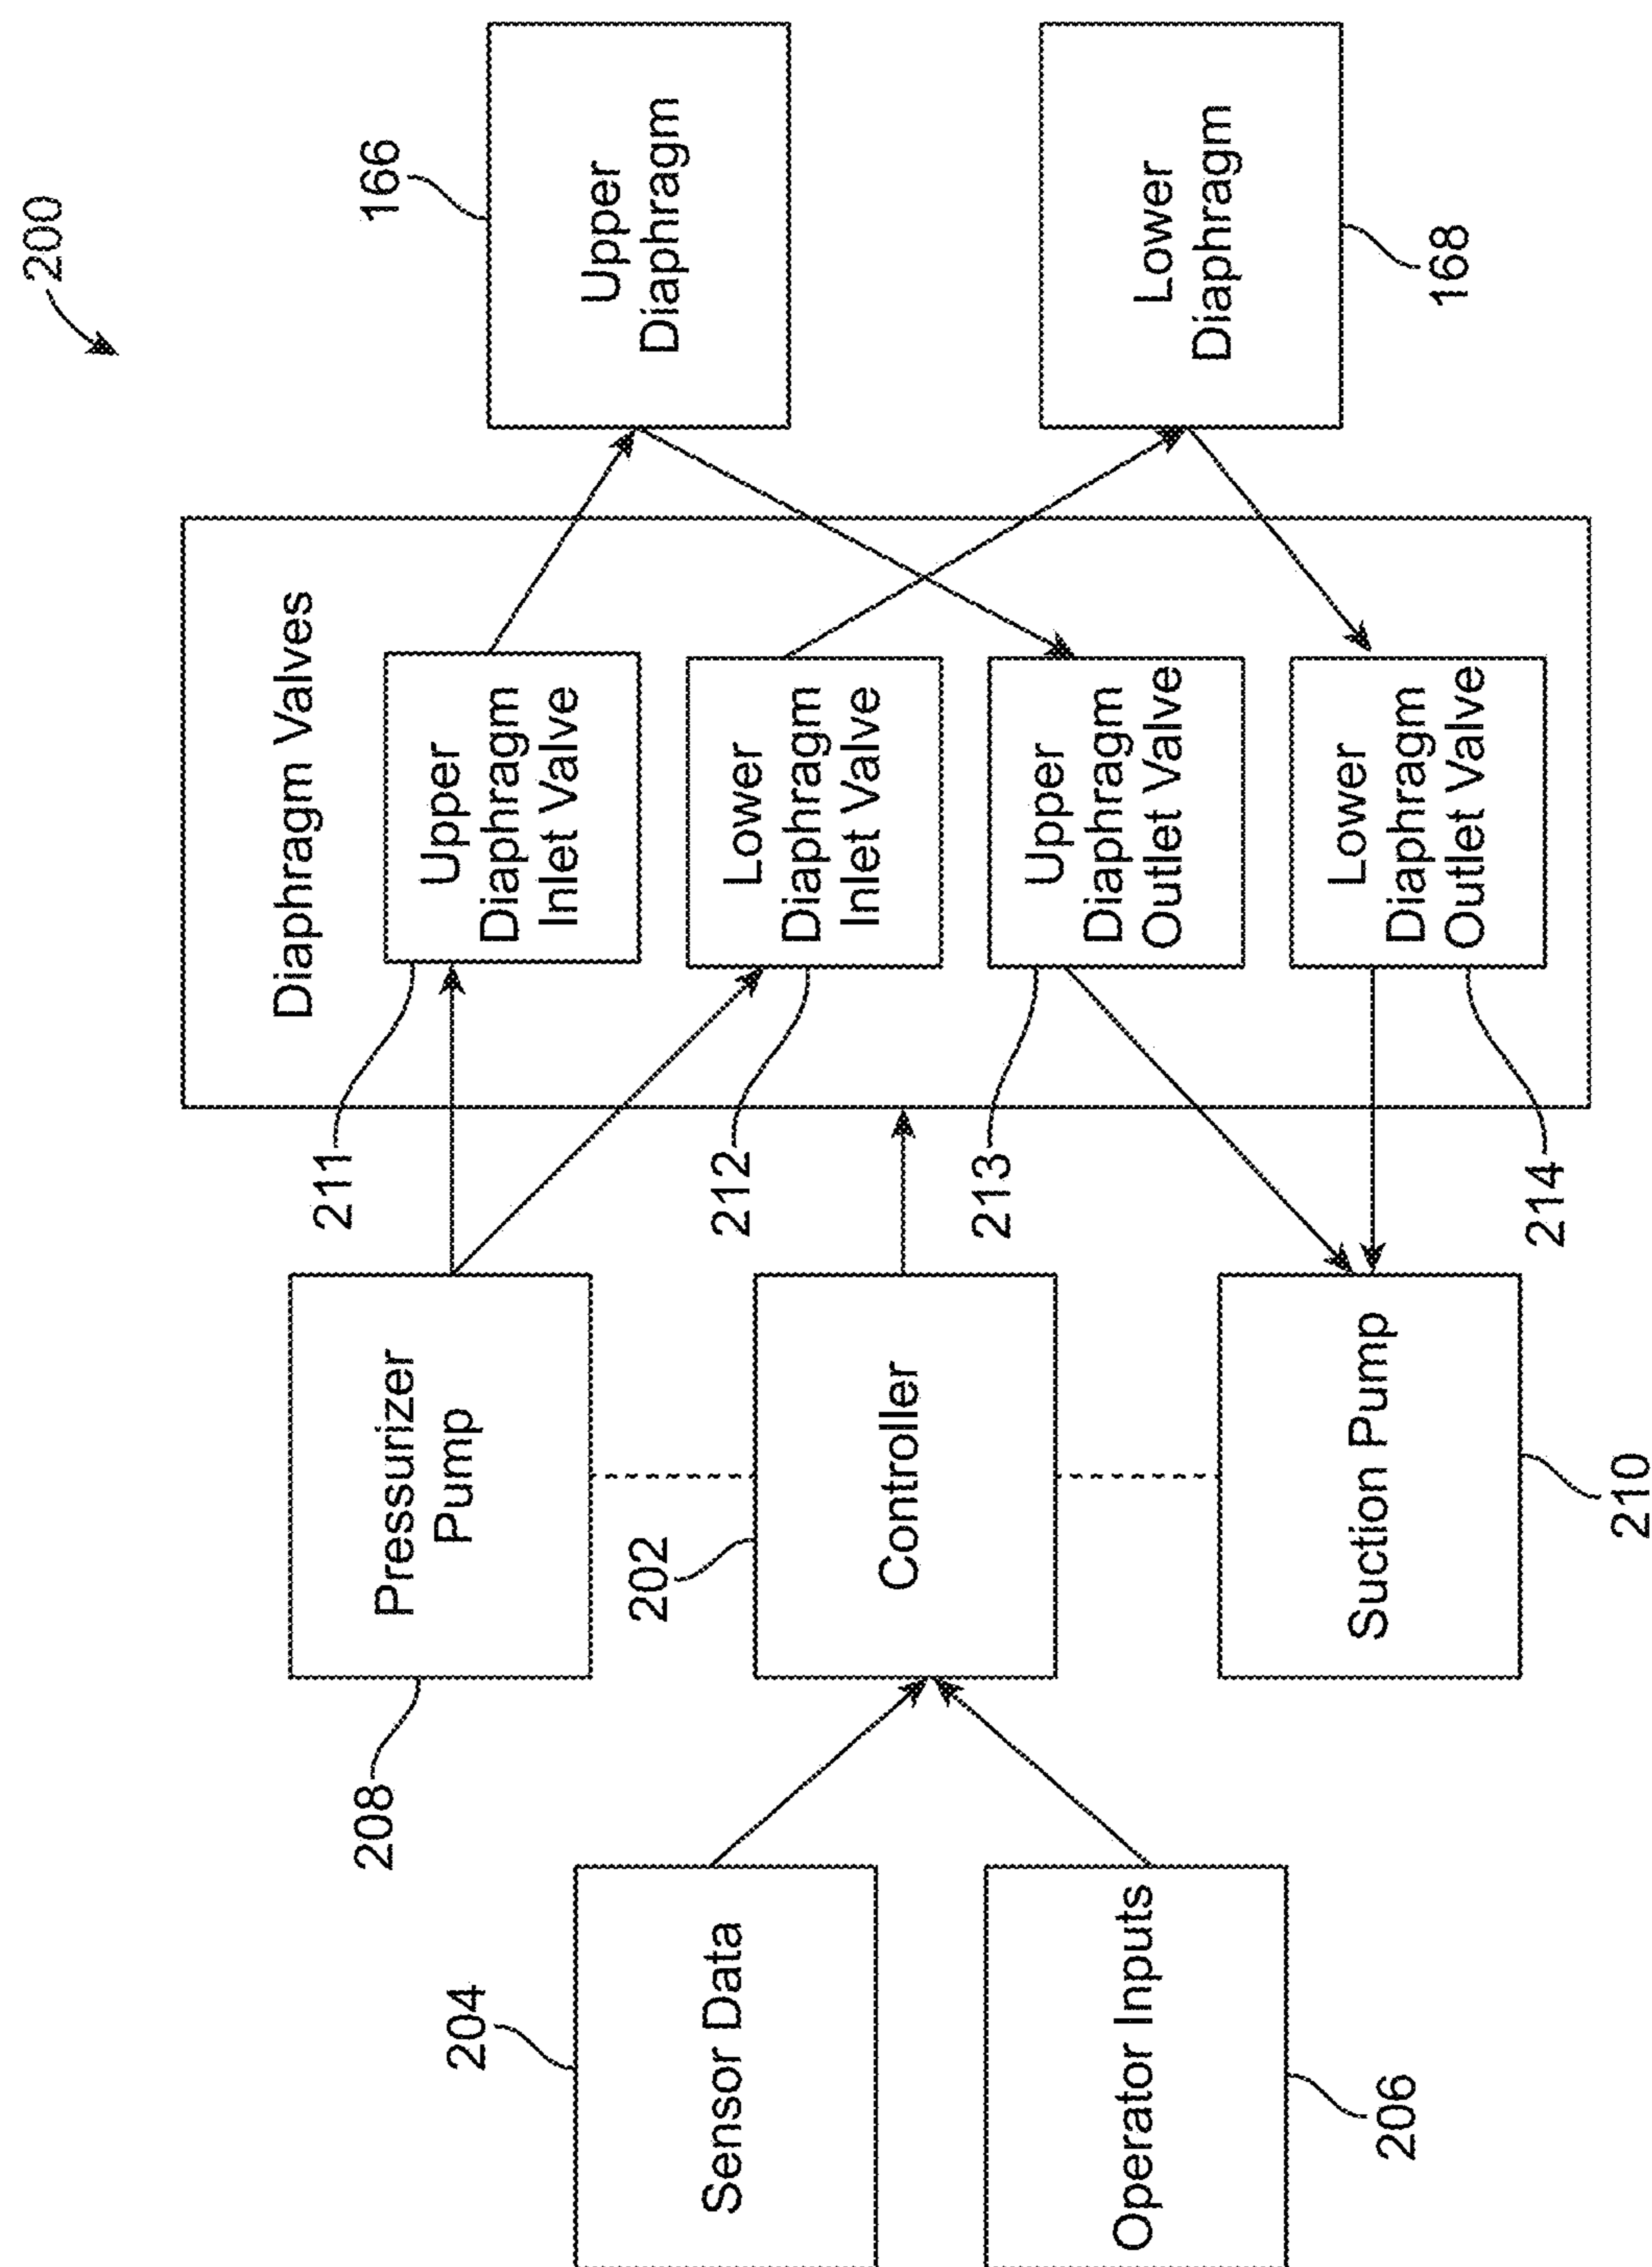 200
Upper
Diaphragm
166
Lower
Diaphragm
168
Diaphragm Valves
Upper
Diaphragm
Inlet Valve
211
Lower
Diaphragm
Inlet Valve
212
Upper
Diaphragm
Outlet Valve
213
Lower
Diaphragm
Outlet Valve
214
Pressurizer
Pump
208
Controller
202
Suction Pump
210
Sensor Data
204
Operator Inputs
206